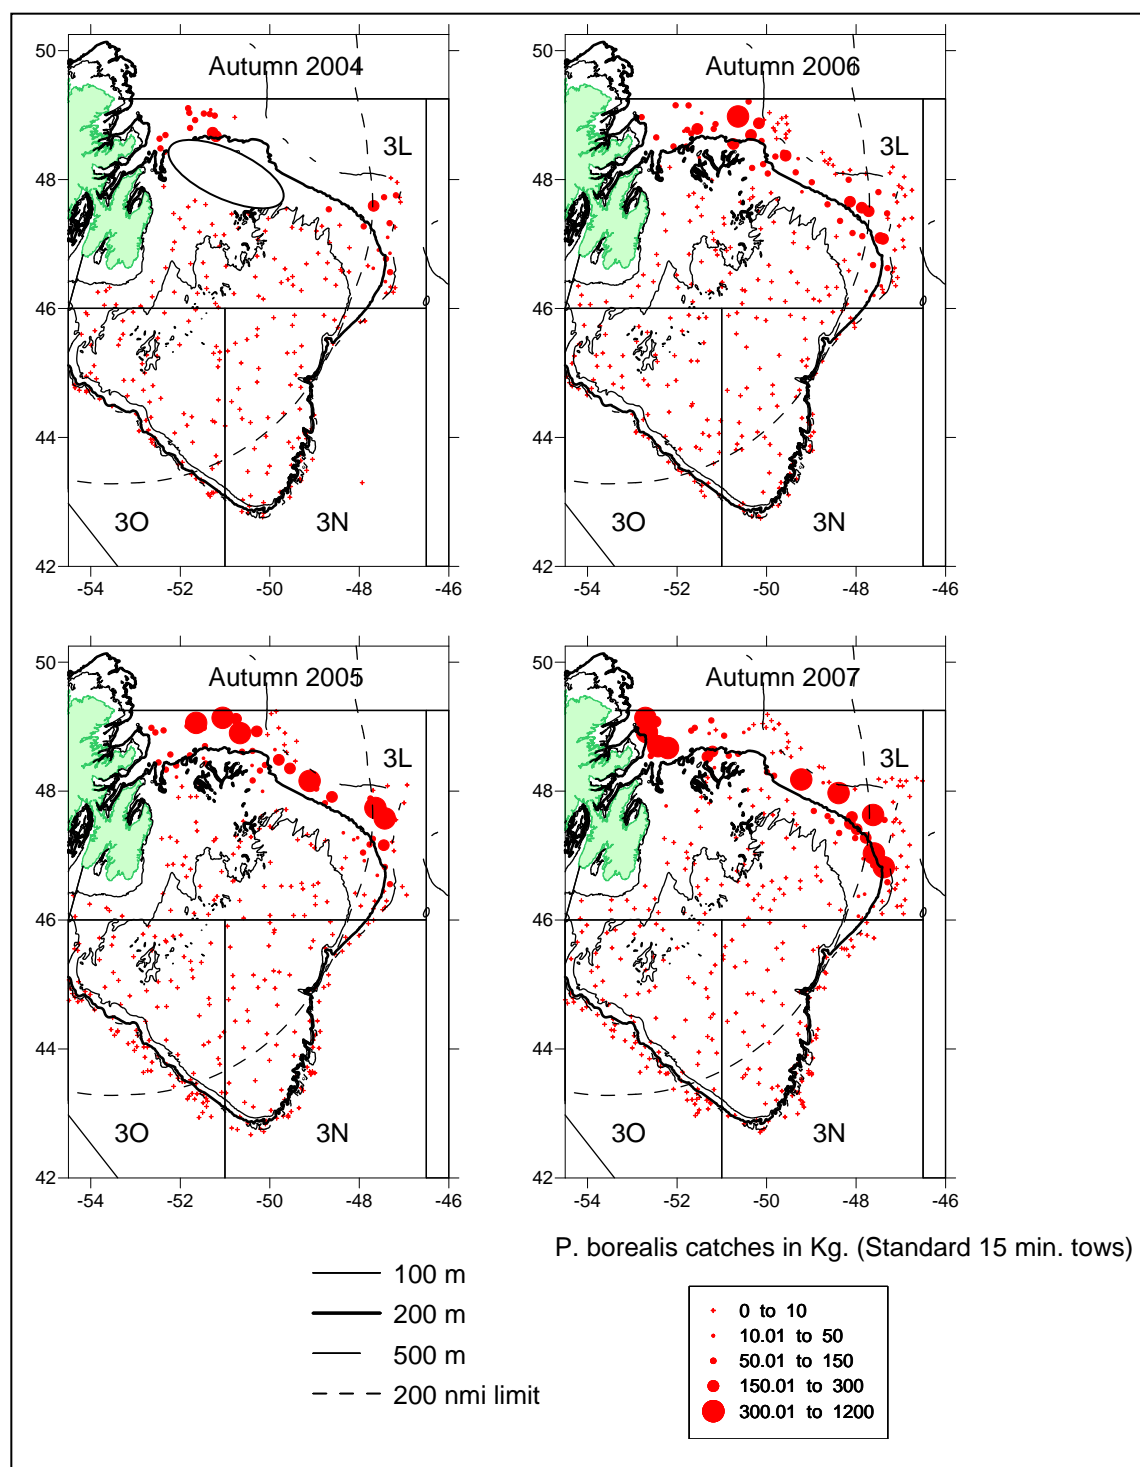 Autumn 2004
50
48
46
44
42
3L
3O
3N
-54 -52 -50 -48 -46
Autumn 2006
50
48
46
44
42
3L
3O
3N
-54 -52 -50 -48 -46
Autumn 2005
50
48
46
44
42
3L
3O
3N
-54 -52 -50 -48 -46
Autumn 2007
50
48
46
44
42
3L
3O
3N
-54 -52 -50 -48 -46
P. borealis catches in Kg. (Standard 15 min. tows)
100 m
200 m
500 m
200 nmi limit
0 to 10
10.01 to 50
50.01 to 150
150.01 to 300
300.01 to 1200